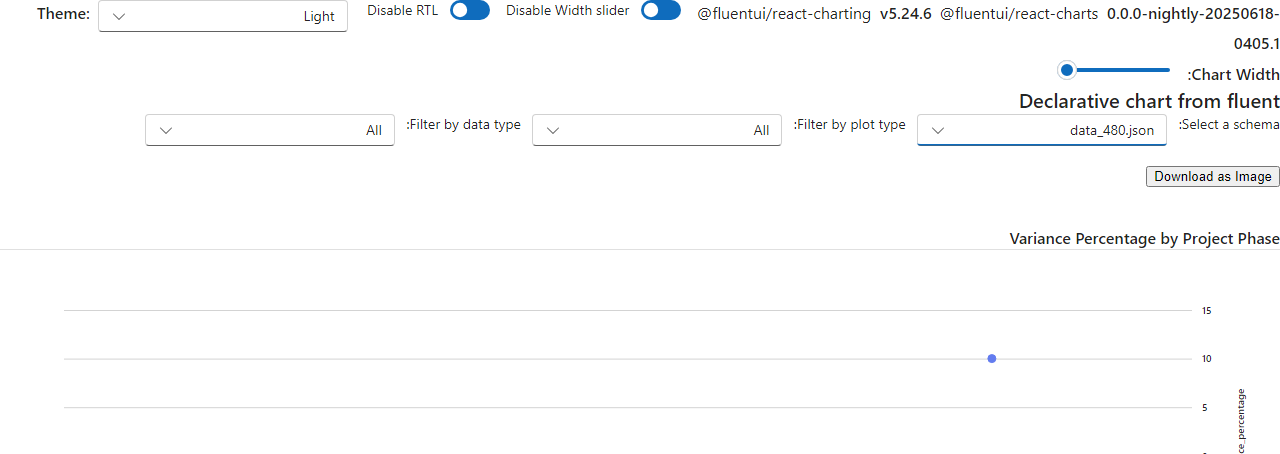 Theme:
Light
Disable RTL
Disable Width slider
@fluentui/react-charting v5.24.6 @fluentui/react-charts 0.0.0-nightly-20250618-
0405.1
:Chart Width
Declarative chart from fluent
:Select a schema
data_480.json
:Filter by plot type
All
:Filter by data type
All
Download as Image
Variance Percentage by Project Phase
15
10
5
ce_percentage